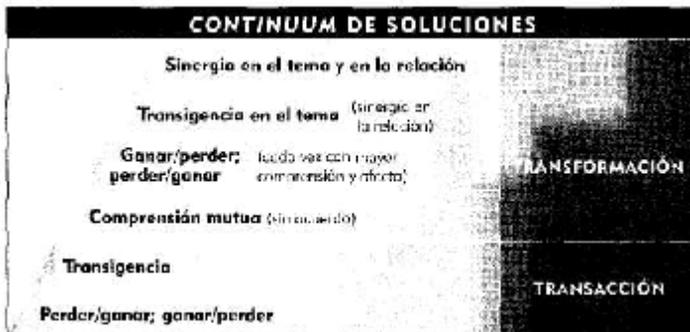 CONTINUUM DE SOLUCIONES
Sinergia en el tema y en la relación
Transigencia en el tema (sinergia en
la relación)
Ganar/perder; (cada vez con mayor
perder/ganar comprensión y afecto)
TRANSFORMACIÓN
Comprensión mutua (sin acuerdo)
Transigencia
TRANSACCIÓN
Perder/ganar; ganar/perder